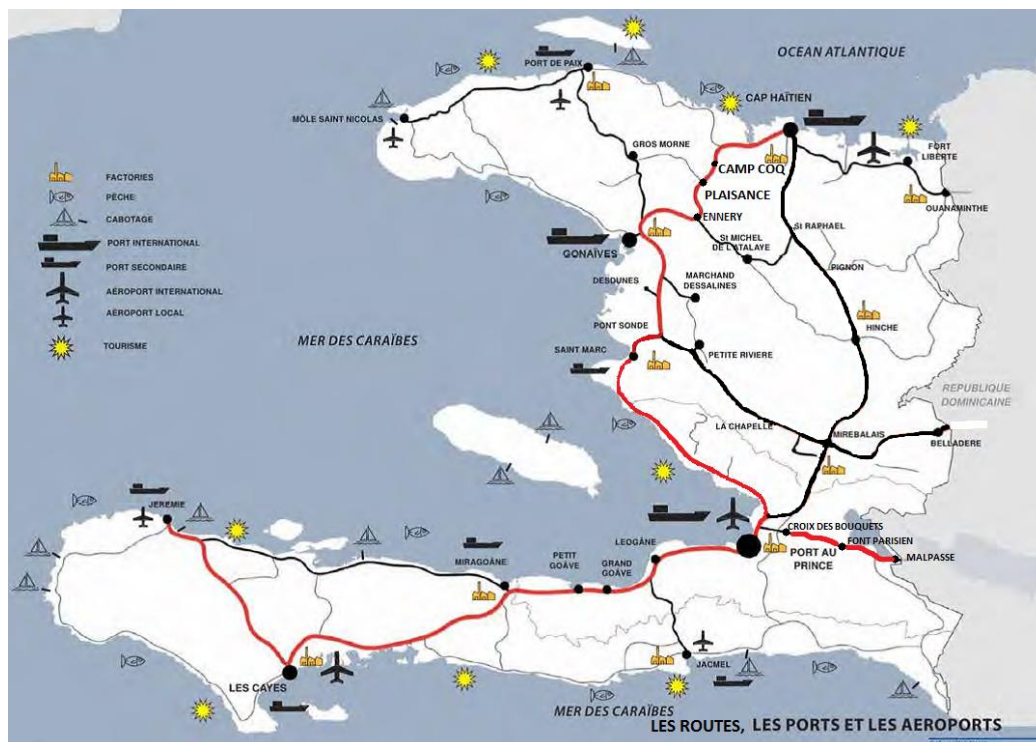 OCEAN ATLANTIQUE
PORT DE PAIX
CAP HAÏTIEN
MÔLE SAINT NICOLAS
GROS MORNE
FORT
LIBERTE
CAMP COQ
PLAISANCE
OUANAMINTHE
ENNERY
ST RAPHAEL
ST MICHEL
DE L'ATALAYE
GONAÏVES
PIGNON
MARCHAND
DESSALINES
DESDUNES
HINCHE
PONT SONDE
SAINT MARC
PETITE RIVIERE
REPUBLIQUE
DOMINICAINE
LA CHAPELLE
MIREBALAIS
BELLADERE
FACTORIES
PÊCHE
CABOTAGE
PORT INTERNATIONAL
PORT SECONDAIRE
AÉROPORT INTERNATIONAL
AÉROPORT LOCAL
TOURISME
MER DES CARAÏBES
JEREMIE
CROIX DES BOUQUETS
FONT PARISIEN
MALPASSE
PORT AU
PRINCE
LEOGÂNE
MIRAGOÂNE
PETIT
GOÂVE
GRAND
GOÂVE
JACMEL
LES CAYES
MER DES CARAÏBES
LES ROUTES, LES PORTS ET LES AEROPORTS